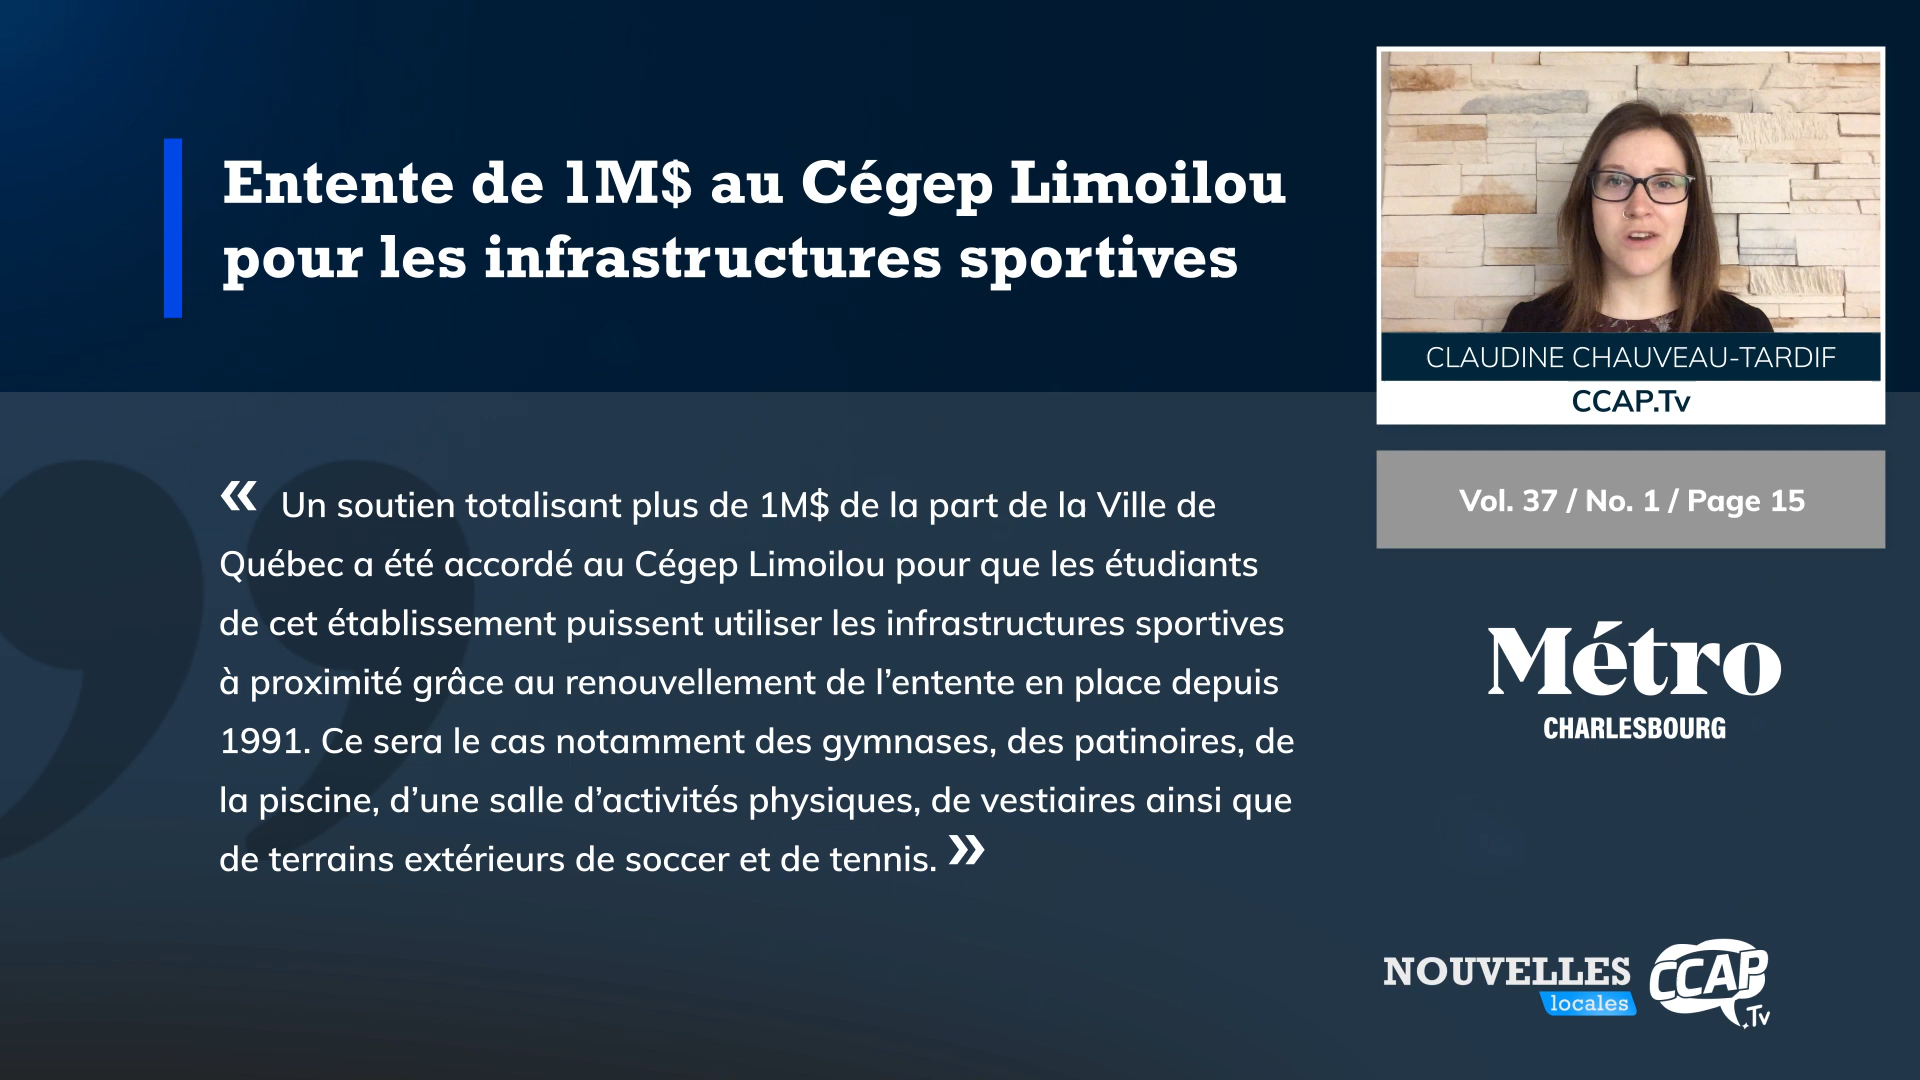 Entente de 1M$ au Cégep Limoilou
pour les infrastructures sportives
« Un soutien totalisant plus de 1M$ de la part de la Ville de
Québec a été accordé au Cégep Limoilou pour que les étudiants
de cet établissement puissent utiliser les infrastructures sportives
à proximité grâce au renouvellement de l’entente en place depuis
1991. Ce sera le cas notamment des gymnases, des patinoires, de
la piscine, d’une salle d’activités physiques, de vestiaires ainsi que
de terrains extérieurs de soccer et de tennis. »
CLAUDINE CHAUVEAU-TARDIF
CCAP.Tv
Vol. 37 / No. 1 / Page 15
Métro
CHARLESBOURG
NOUVELLES
locales
CCAP
.Tv